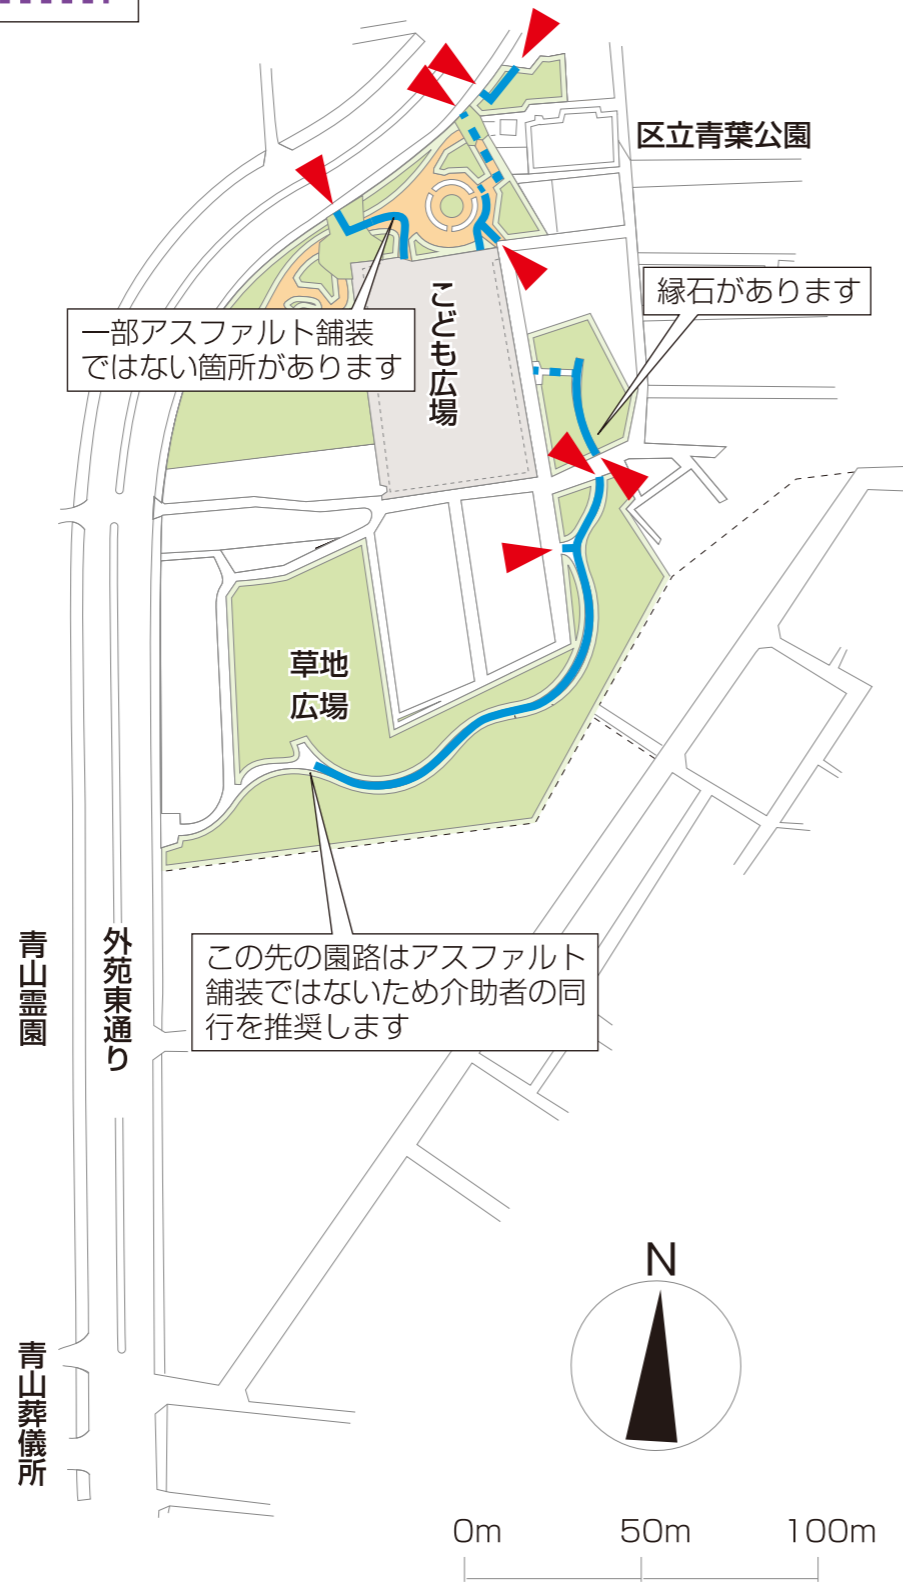 区立青葉公園
縁石があります
一部アスファルト舗装
ではない箇所があります
こども広場
草地
広場
この先の園路はアスファルト
舗装ではないため介助者の同
行を推奨します
青山霊園
外苑東通り
青山葬儀所
N
0m 50m 100m